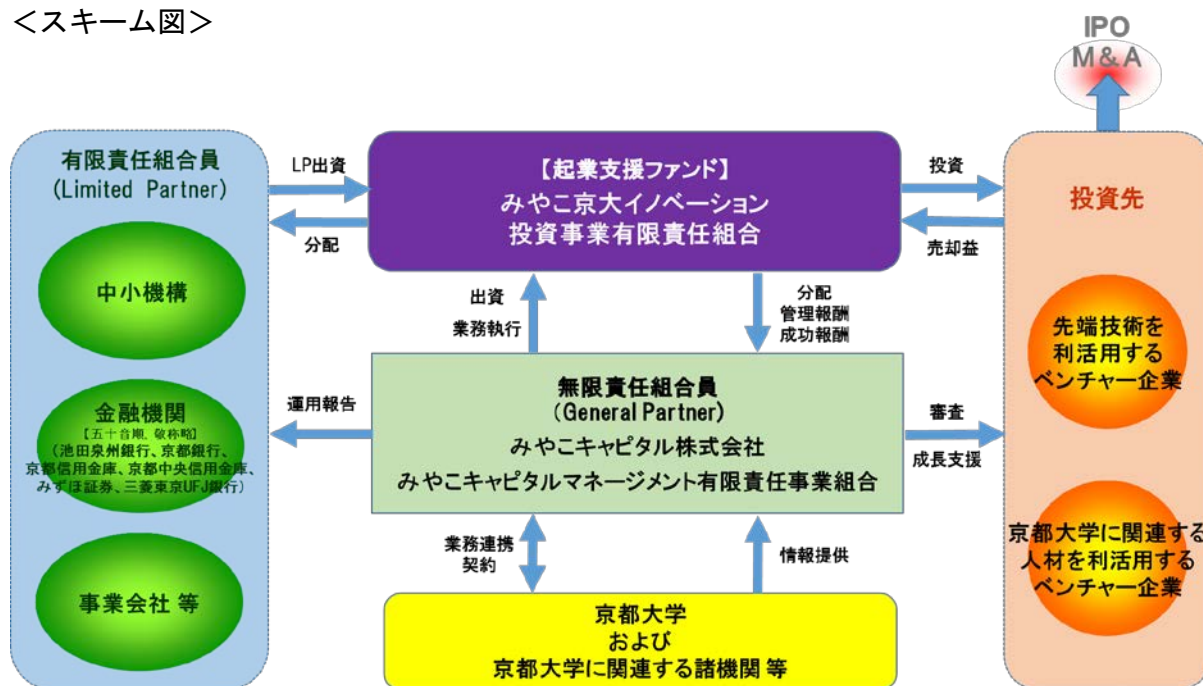 <スキーム図>
IPO
M&A
有限責任組合員
(Limited Partner)
中小機構
金融機関
【五十音順、敬称略】
(池田泉州銀行、京都銀行、
京都信用金庫、京都中央信用金庫、
みずほ証券、三菱東京UFJ銀行)
事業会社 等
LP出資
分配
【起業支援ファンド】
みやこ京大イノベーション
投資事業有限責任組合
投資
売却益
出資
業務執行
分配
管理報酬
成功報酬
運用報告
無限責任組合員
(General Partner)
みやこキャピタル株式会社
みやこキャピタルマネージメント有限責任事業組合
審査
成長支援
業務連携
契約
情報提供
京都大学
および
京都大学に関連する諸機関 等
投資先
先端技術を
利活用する
ベンチャー企業
京都大学に関連する
人材を利活用する
ベンチャー企業